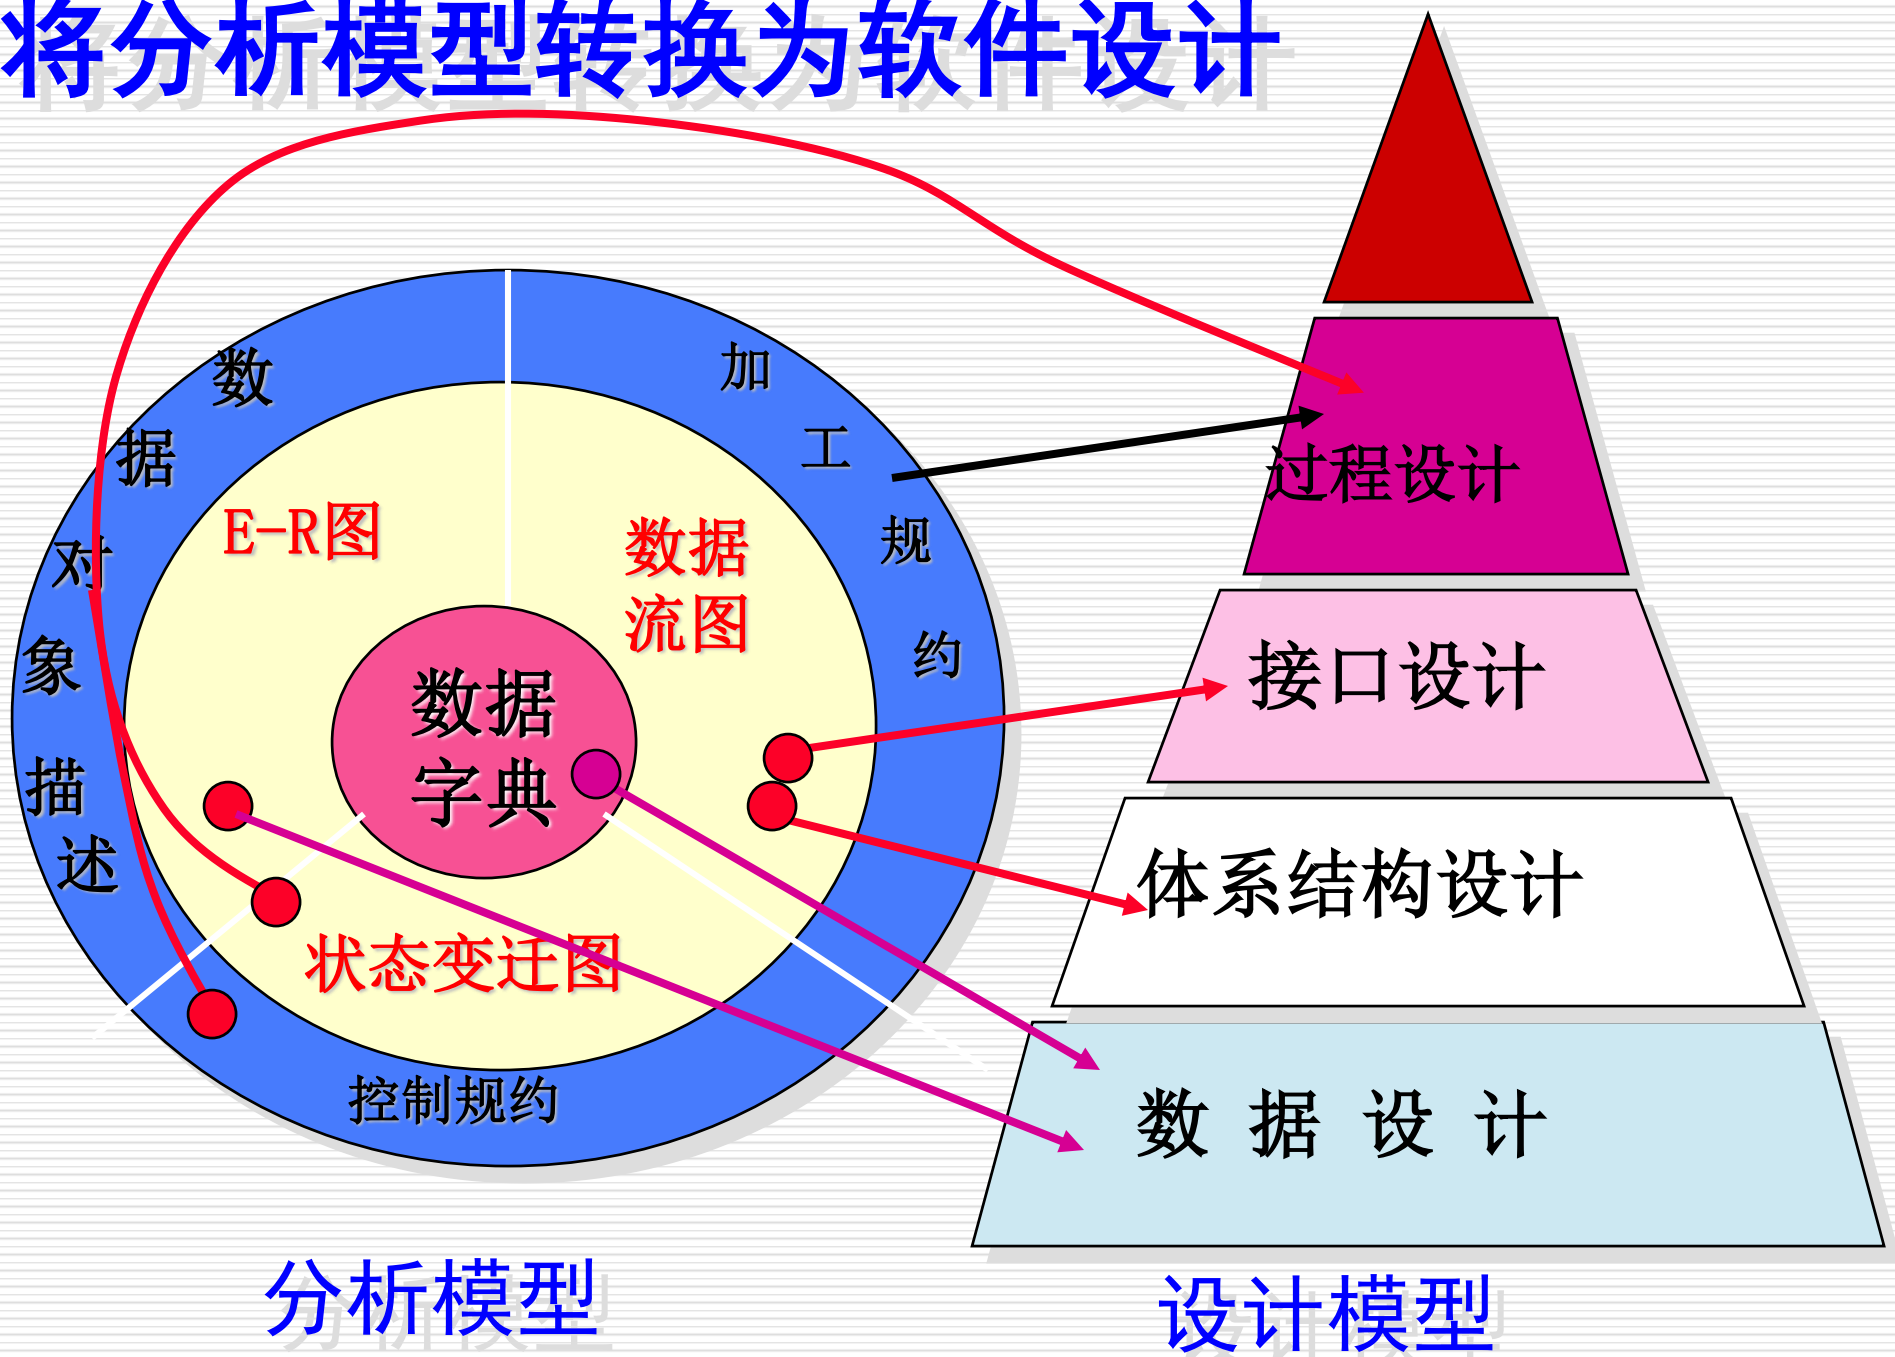 将分析模型转换为软件设计
数据对象描述
加工规约
E-R图
数据
流图
数据
字典
状态变迁图
控制规约
过程设计
接口设计
体系结构设计
数 据 设 计
分析模型
设计模型